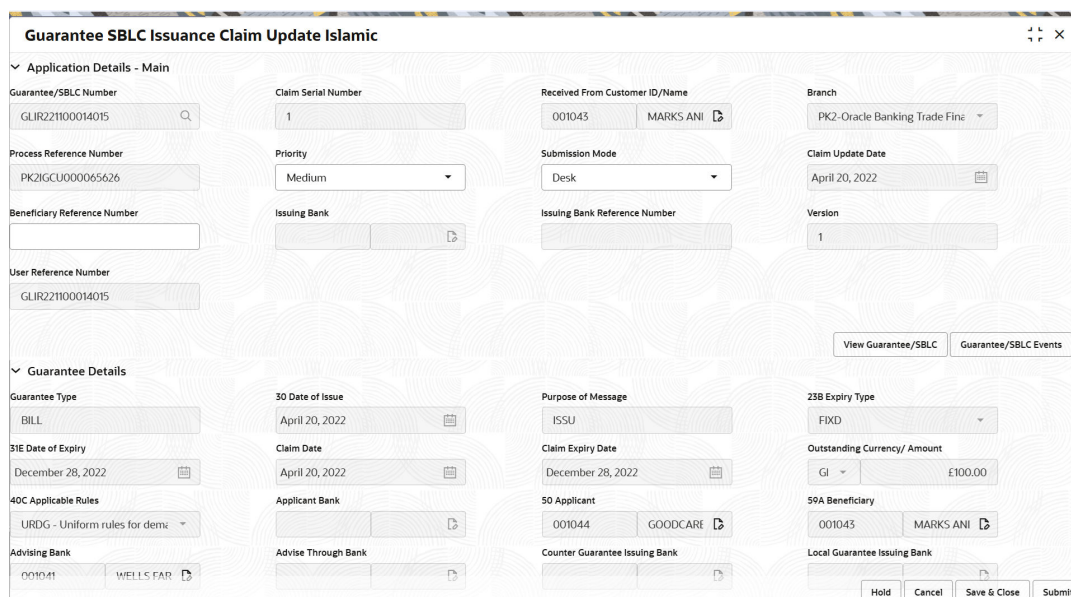 Guarantee SBLC Issuance Claim Update Islamic
Application Details - Main
Guarantee/SBLC Number Claim Serial Number Received From Customer ID/Name Branch
GLIR221100014015 1 001043 MARKS ANI PK2-Oracle Banking Trade Fina
Process Reference Number Priority Submission Mode Claim Update Date
PK2IGCU000065626 Medium Desk April 20, 2022
Beneficiary Reference Number Issuing Bank Issuing Bank Reference Number Version
1
User Reference Number
GLIR221100014015
View Guarantee/SBLC Guarantee/SBLC Events
Guarantee Details
Guarantee Type 30 Date of Issue Purpose of Message 23B Expiry Type
BILL April 20, 2022 ISSU FIXD
31E Date of Expiry Claim Date Claim Expiry Date Outstanding Currency/ Amount
December 28, 2022 April 20, 2022 December 28, 2022 GI £100.00
40C Applicable Rules Applicant Bank 50 Applicant 59A Beneficiary
URDG - Uniform rules for dema 001044 GOODCARE 001043 MARKS ANI
Advising Bank Advise Through Bank Counter Guarantee Issuing Bank Local Guarantee Issuing Bank
001041 WELLS FAR
Hold Cancel Save & Close Submit